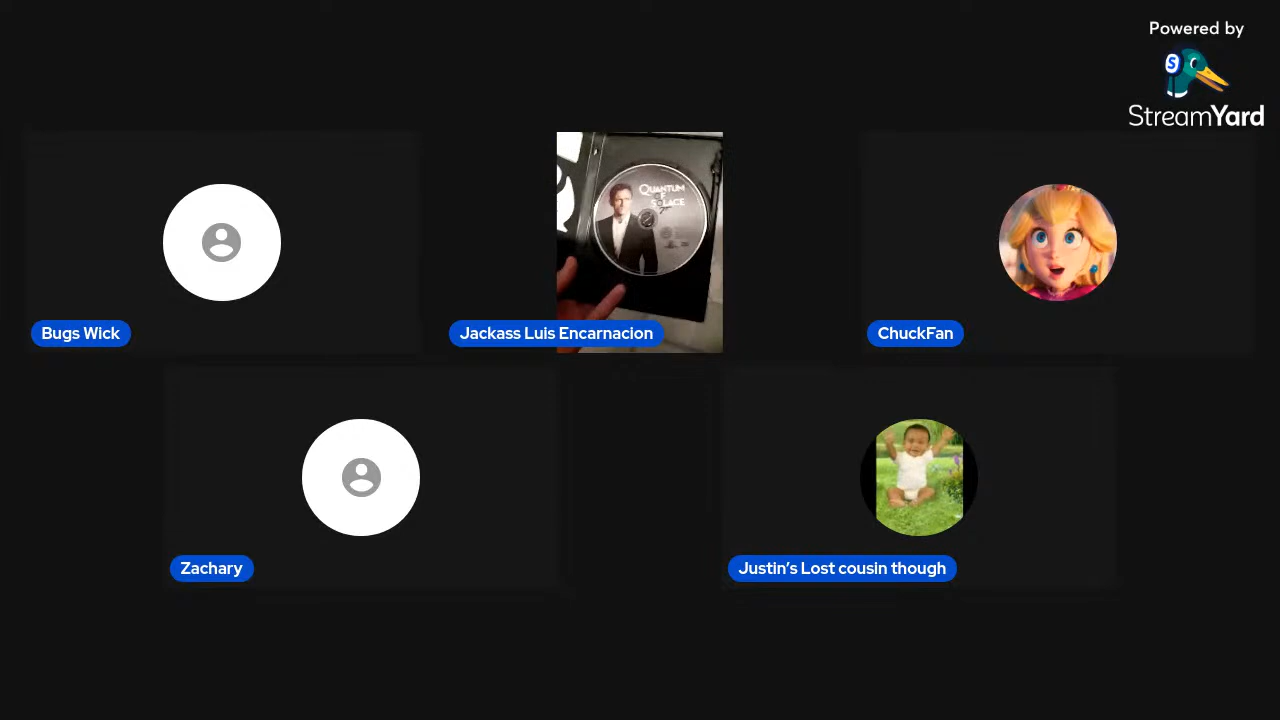 Powered by
S
StreamYard
QUANTUM
OF
SOLACE
Bugs Wick
Jackass Luis Encarnacion
ChuckFan
Zachary
Justin's Lost cousin though